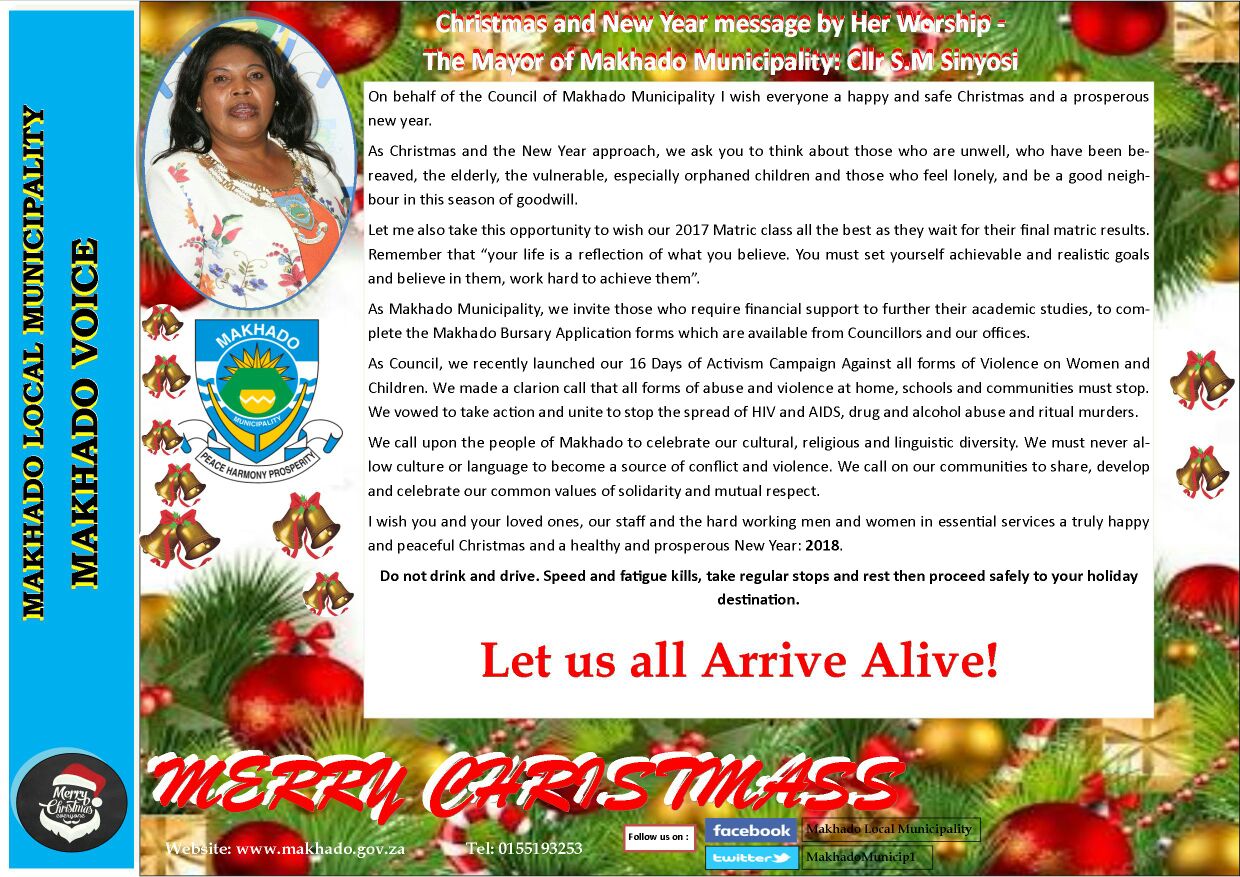 MAKHADO LOCAL MUNICIPALITY
MAKHADO VOICE
Christmas and New Year message by Her Worship -
The Mayor of Makhado Municipality: Cllr S.M Sinyosi
On behalf of the Council of Makhado Municipality I wish everyone a happy and safe Christmas and a prosperous
new year.
As Christmas and the New Year approach, we ask you to think about those who are unwell, who have been be-
reaved, the elderly, the vulnerable, especially orphaned children and those who feel lonely, and be a good neigh-
bour in this season of goodwill.
Let me also take this opportunity to wish our 2017 Matric class all the best as they wait for their final matric results.
Remember that “your life is a reflection of what you believe. You must set yourself achievable and realistic goals
and believe in them, work hard to achieve them”.
As Makhado Municipality, we invite those who require financial support to further their academic studies, to com-
plete the Makhado Bursary Application forms which are available from Councillors and our offices.
As Council, we recently launched our 16 Days of Activism Campaign Against all forms of Violence on Women and
Children. We made a clarion call that all forms of abuse and violence at home, schools and communities must stop.
We vowed to take action and unite to stop the spread of HIV and AIDS, drug and alcohol abuse and ritual murders.
We call upon the people of Makhado to celebrate our cultural, religious and linguistic diversity. We must never al-
low culture or language to become a source of conflict and violence. We call on our communities to share, develop
and celebrate our common values of solidarity and mutual respect.
I wish you and your loved ones, our staff and the hard working men and women in essential services a truly happy
and peaceful Christmas and a healthy and prosperous New Year: 2018.
Do not drink and drive. Speed and fatigue kills, take regular stops and rest then proceed safely to your holiday
destination.
Let us all Arrive Alive!
MAKHADO
MUNICIPALITY
PEACE HARMONY PROSPERITY
MERRY CHRISTMASS
Merry
Christmas
everyone
Website: www.makhado.gov.za
Tel: 0155193253
Follow us on :
facebook
Makhado Local Municipality
twitter
MakhadoMunicip1